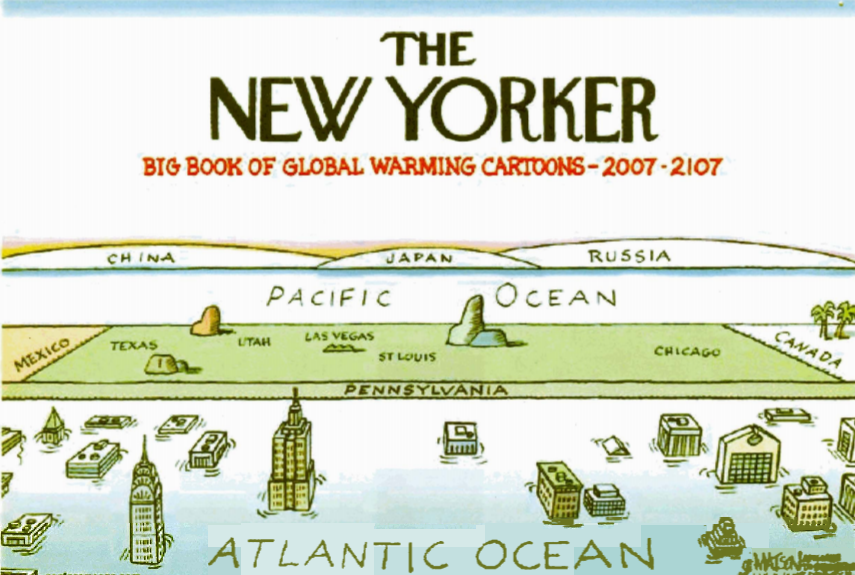 THE
NEW YORKER
BIG BOOK OF GLOBAL WARMING CARTOONS - 2007 - 2107
CHINA
JAPAN
RUSSIA
PACIFIC OCEAN
MEXICO
TEXAS
UTAH
LAS VEGAS
ST LOUIS
CHICAGO
CANADA
PENNSYLVANIA
ATLANTIC OCEAN